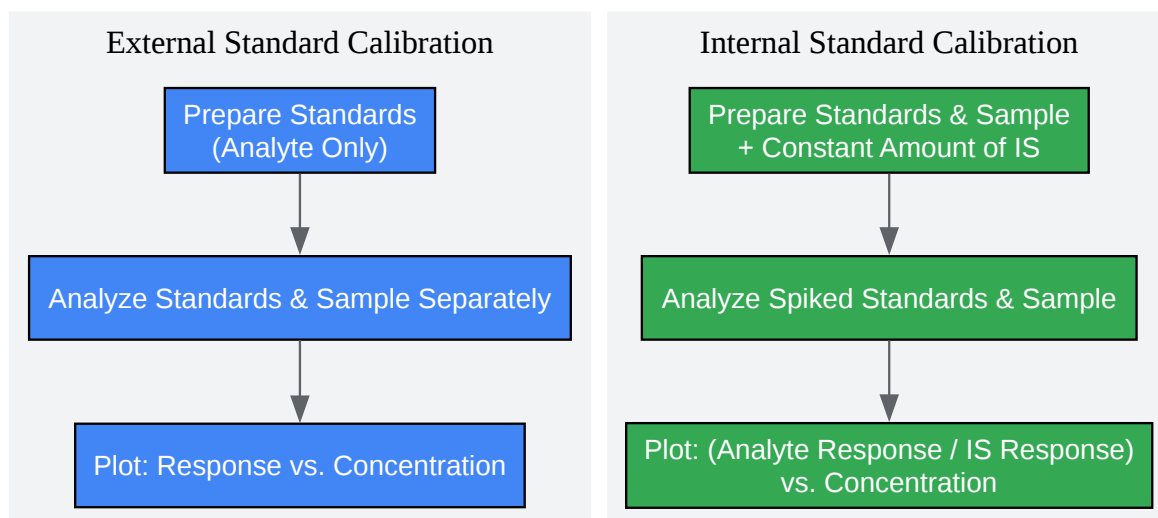 External Standard Calibration
Prepare Standards
(Analyte Only)
Analyze Standards & Sample Separately
Plot: Response vs. Concentration
Internal Standard Calibration
Prepare Standards & Sample
+ Constant Amount of IS
Analyze Spiked Standards & Sample
Plot: (Analyte Response / IS Response)
vs. Concentration